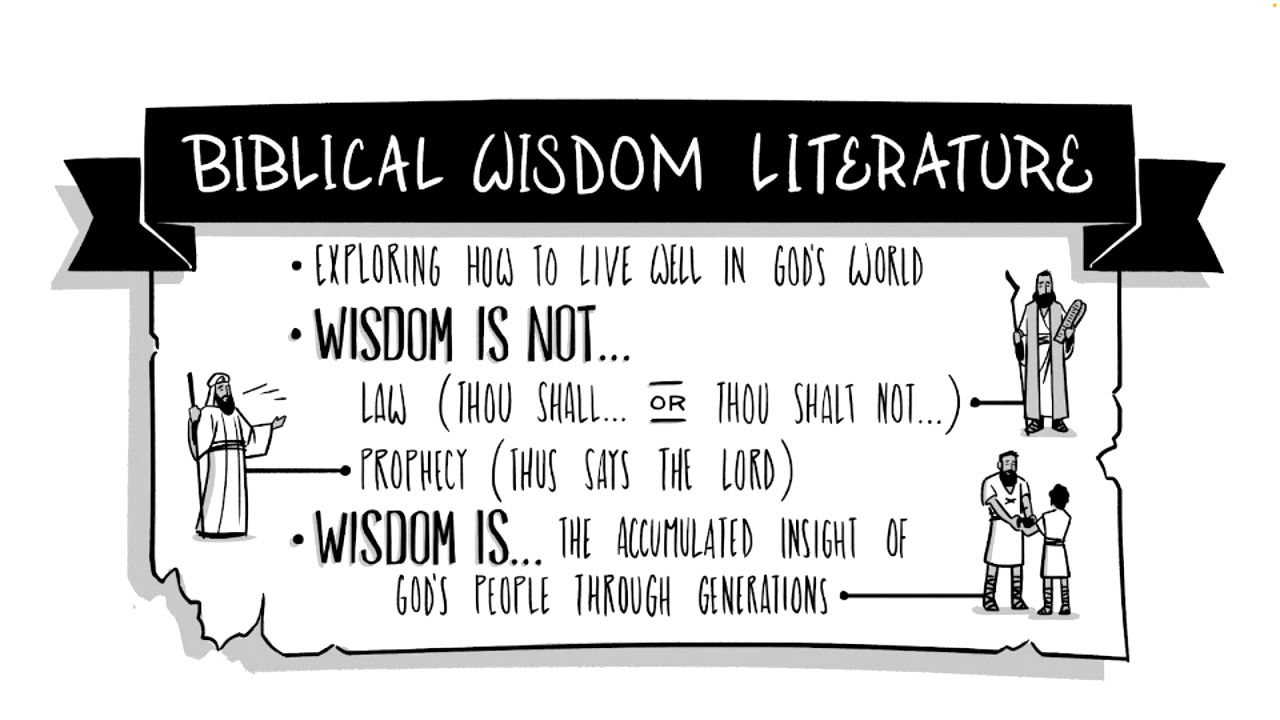 BIBLICAL WISDOM LITERATURE
• EXPLORING HOW TO LIVE WELL IN GOD'S WORLD
• WISDOM IS NOT...
LAW (THOU SHALL... OR THOU SHALT NOT...)
PROPHECY (THUS SAYS THE LORD)
• WISDOM IS... THE ACCUMULATED INSIGHT OF
GOD'S PEOPLE THROUGH GENERATIONS